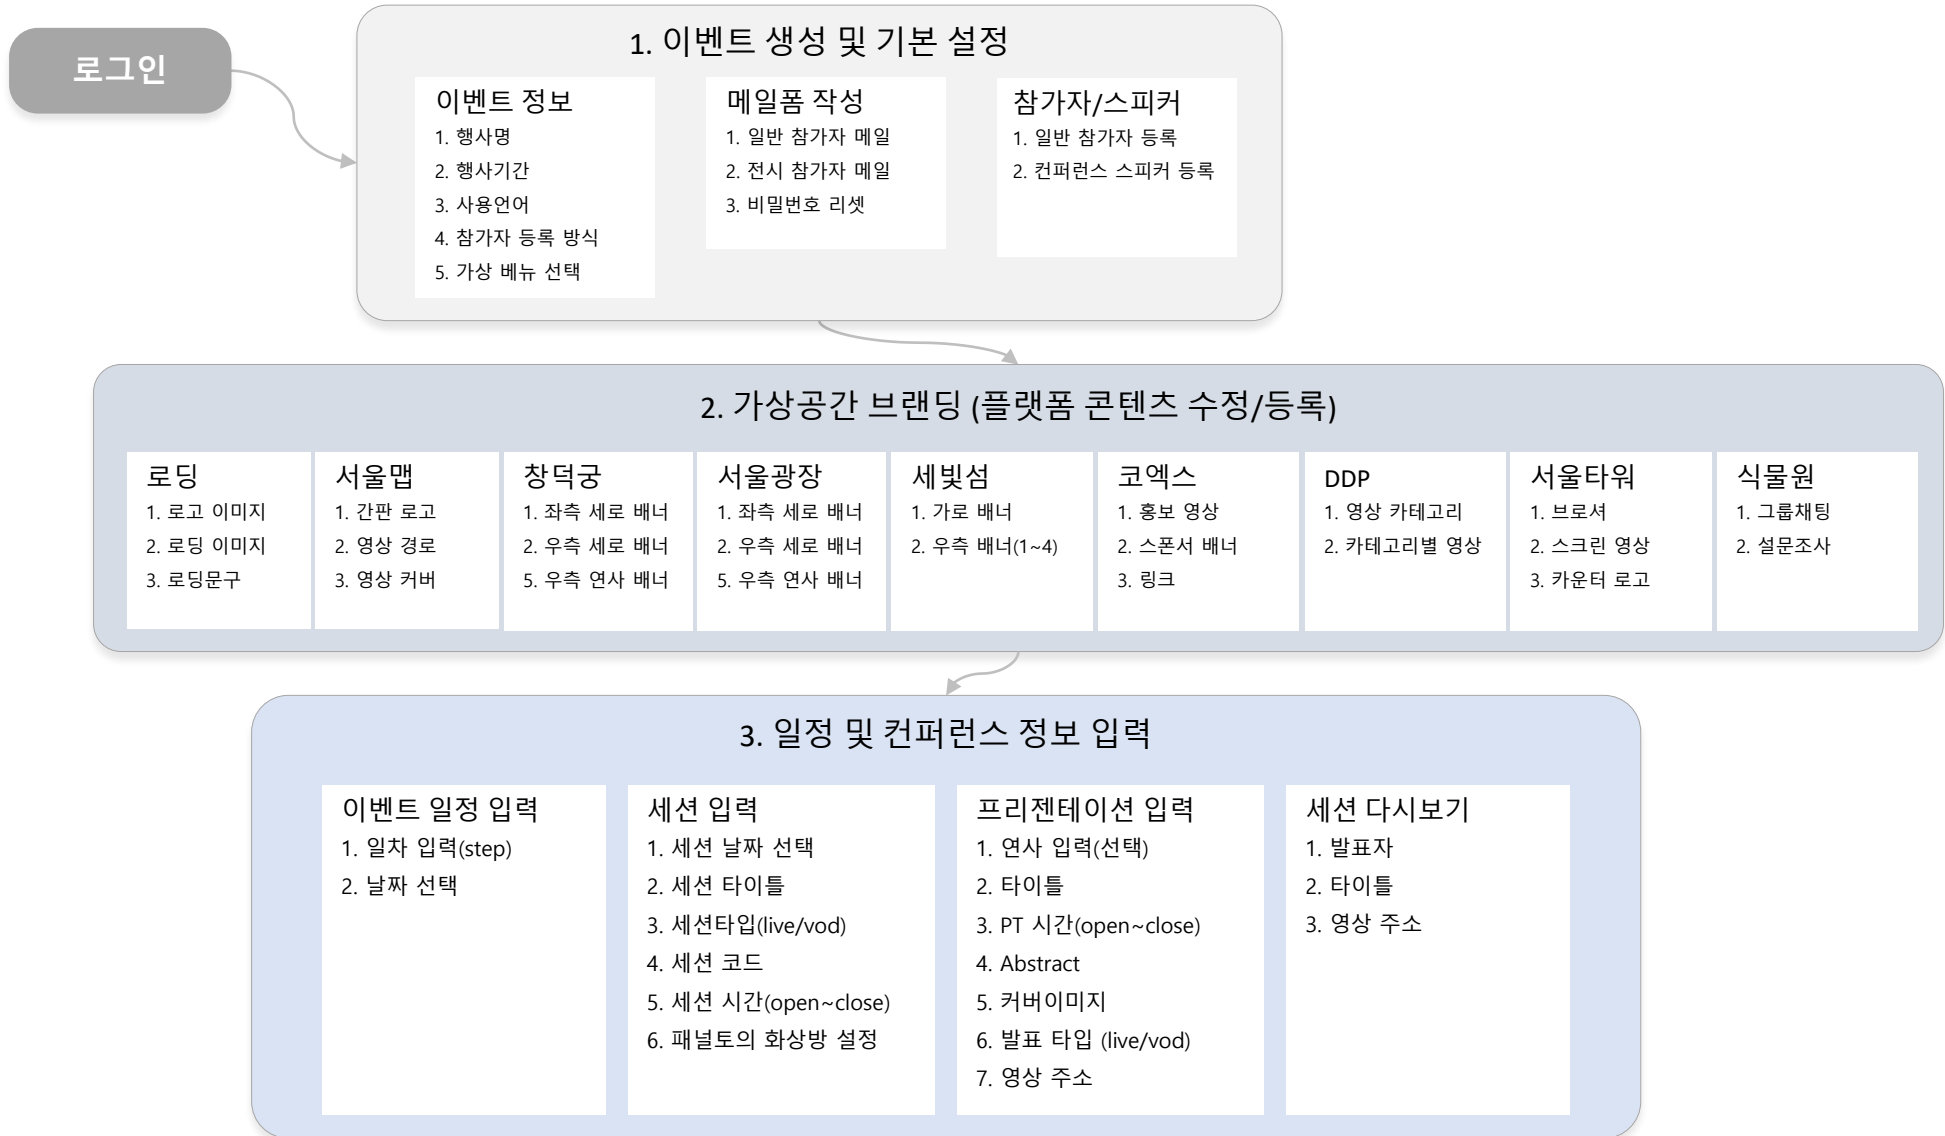 로그인
1. 이벤트 생성 및 기본 설정
이벤트 정보
1. 행사명
2. 행사기간
3. 사용언어
4. 참가자 등록 방식
5. 가상 베뉴 선택
메일폼 작성
1. 일반 참가자 메일
2. 전시 참가자 메일
3. 비밀번호 리셋
참가자/스피커
1. 일반 참가자 등록
2. 컨퍼런스 스피커 등록
2. 가상공간 브랜딩 (플랫폼 콘텐츠 수정/등록)
로딩
1. 로고 이미지
2. 로딩 이미지
3. 로딩문구
서울맵
1. 간판 로고
2. 영상 경로
3. 영상 커버
창덕궁
1. 좌측 세로 배너
2. 우측 세로 배너
5. 우측 연사 배너
서울광장
1. 좌측 세로 배너
2. 우측 세로 배너
5. 우측 연사 배너
세빛섬
1. 가로 배너
2. 우측 배너(1~4)
코엑스
1. 홍보 영상
2. 스폰서 배너
3. 링크
DDP
1. 영상 카테고리
2. 카테고리별 영상
서울타워
1. 브로셔
2. 스크린 영상
3. 카운터 로고
식물원
1. 그룹채팅
2. 설문조사
3. 일정 및 컨퍼런스 정보 입력
이벤트 일정 입력
1. 일차 입력(step)
2. 날짜 선택
세션 입력
1. 세션 날짜 선택
2. 세션 타이틀
3. 세션타입(live/vod)
4. 세션 코드
5. 세션 시간(open~close)
6. 패널토의 화상방 설정
프리젠테이션 입력
1. 연사 입력(선택)
2. 타이틀
3. PT 시간(open~close)
4. Abstract
5. 커버이미지
6. 발표 타입 (live/vod)
7. 영상 주소
세션 다시보기
1. 발표자
2. 타이틀
3. 영상 주소